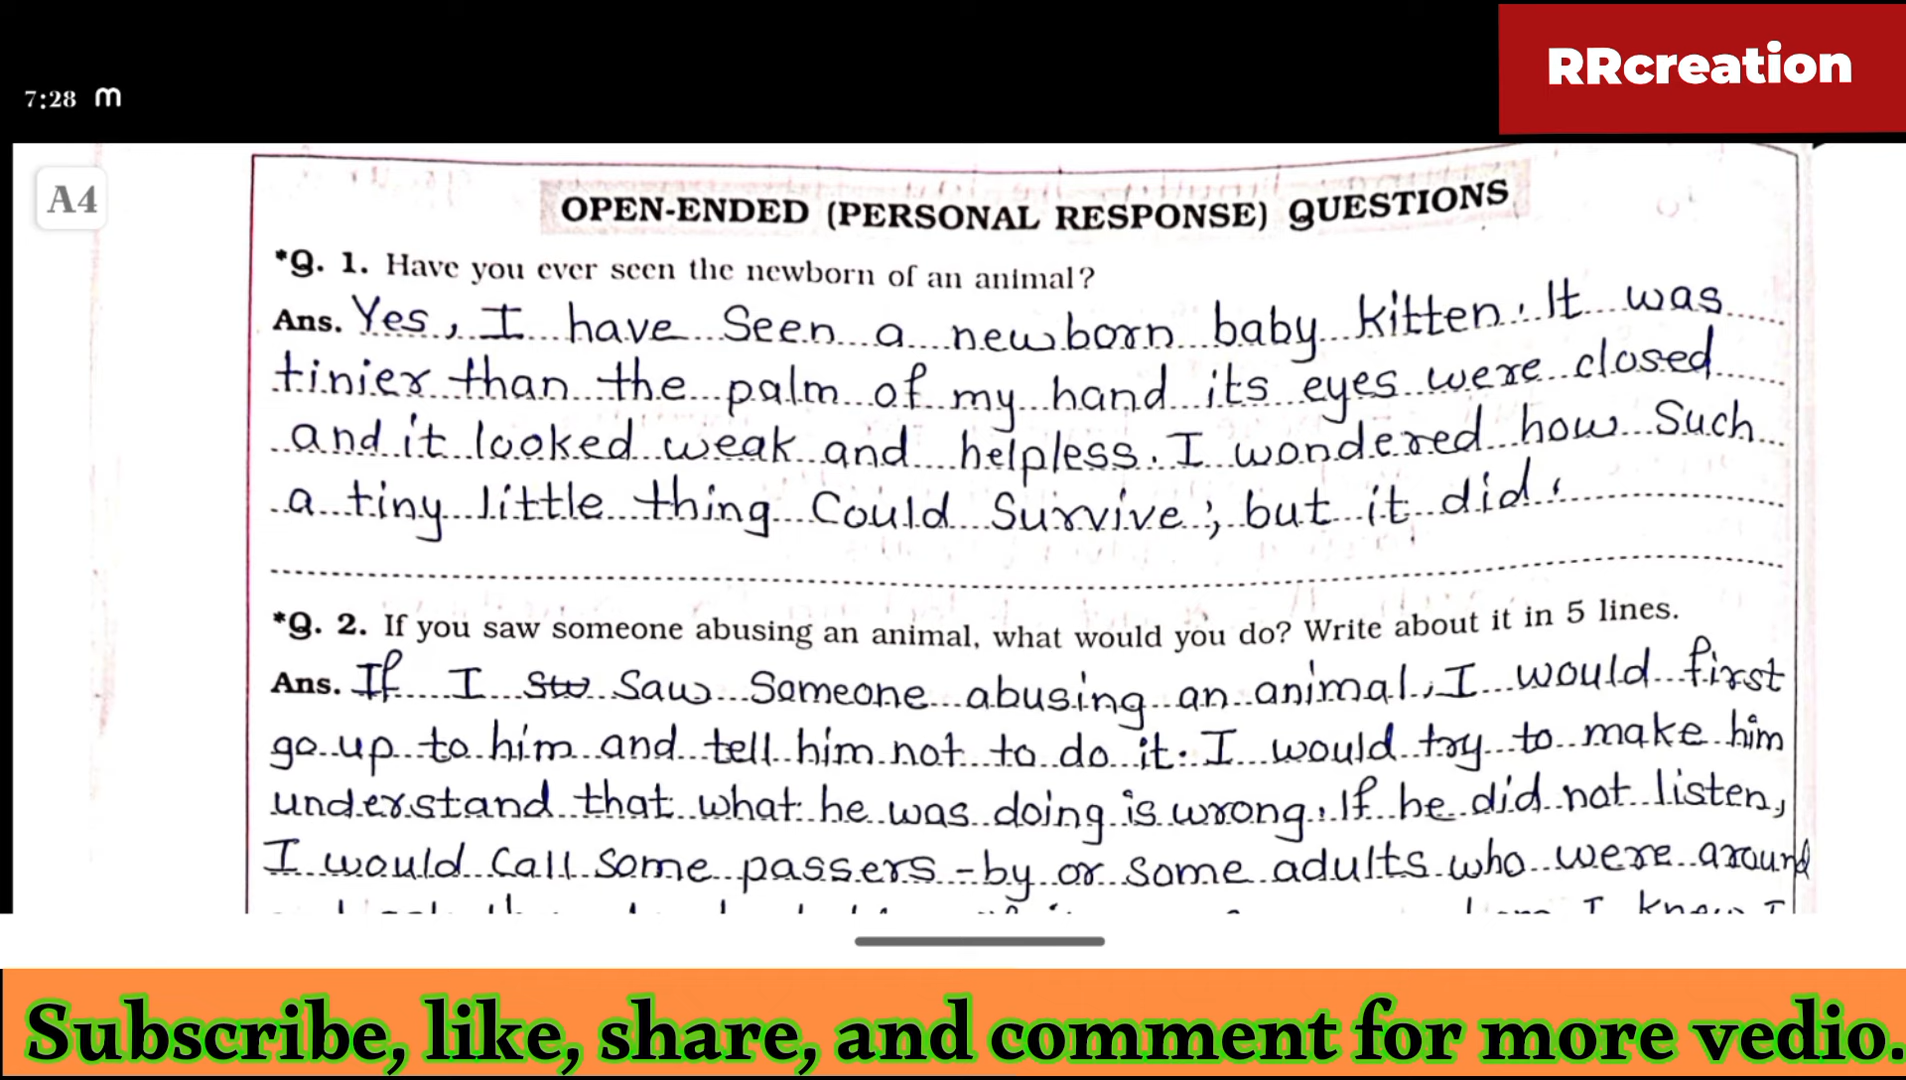 RRcreation
7:28 m
A4
OPEN-ENDED (PERSONAL RESPONSE) QUESTIONS
*Q. 1. Have you ever seen the newborn of an animal?
Ans. Yes, I have Seen a newborn baby kitten. It was
tinier than the palm of my hand its eyes were closed
and it looked weak and helpless. I wondered how Such
a tiny little thing Could Survive, but it did.
*Q. 2. If you saw someone abusing an animal, what would you do? Write about it in 5 lines.
Ans. If I saw Someone abusing an animal, I would first
go up to him and tell him not to do it. I would try to make him
understand that what he was doing is wrong. If he did not listen,
I would Call Some passers-by or some adults who were around
I know I
Subscribe, like, share, and comment for more vedio.